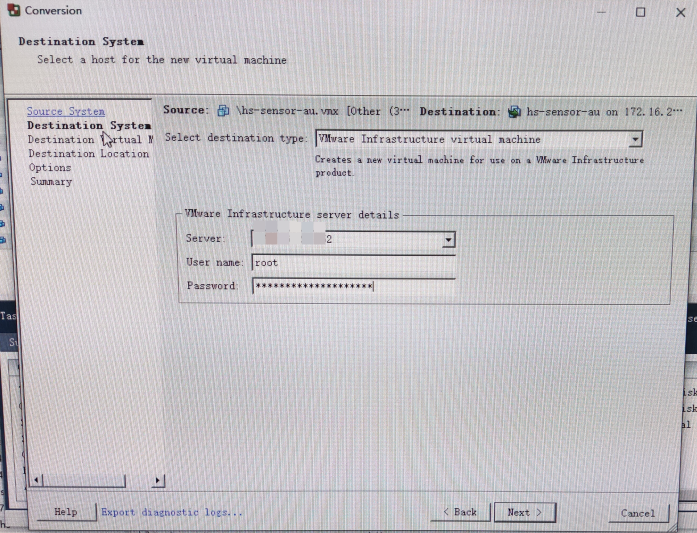 Conversion
Destination System
Select a host for the new virtual machine
Source System
Destination System
Destination Virtual M
Destination Location
Options
Summary
Source: \hs-sensor-au.vmx [Other (3… Destination: hs-sensor-au on 172.16.2…
Select destination type: VMware Infrastructure virtual machine
Creates a new virtual machine for use on a VMware Infrastructure
product.
VMware Infrastructure server details
Server: 2
User name: root
Password: ********************
Help
Export diagnostic logs...
< Back
Next >
Cancel
Tas
isk
isk
al